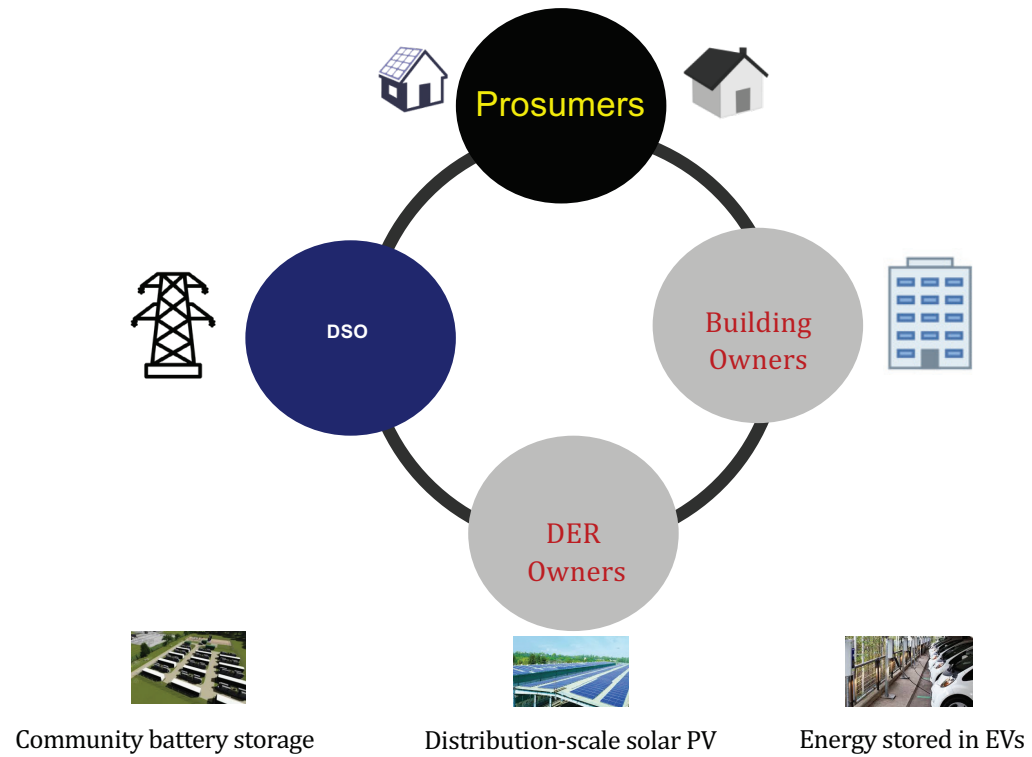 Prosumers
DSO
Building
Owners
DER
Owners
Community battery storage
Distribution-scale solar PV
Energy stored in EVs